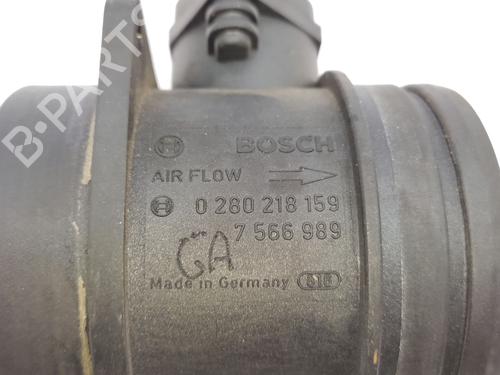 BOSCH
AIR FLOW
0 280 218 159
7 566 989
GA
Made in Germany
B-PARTS